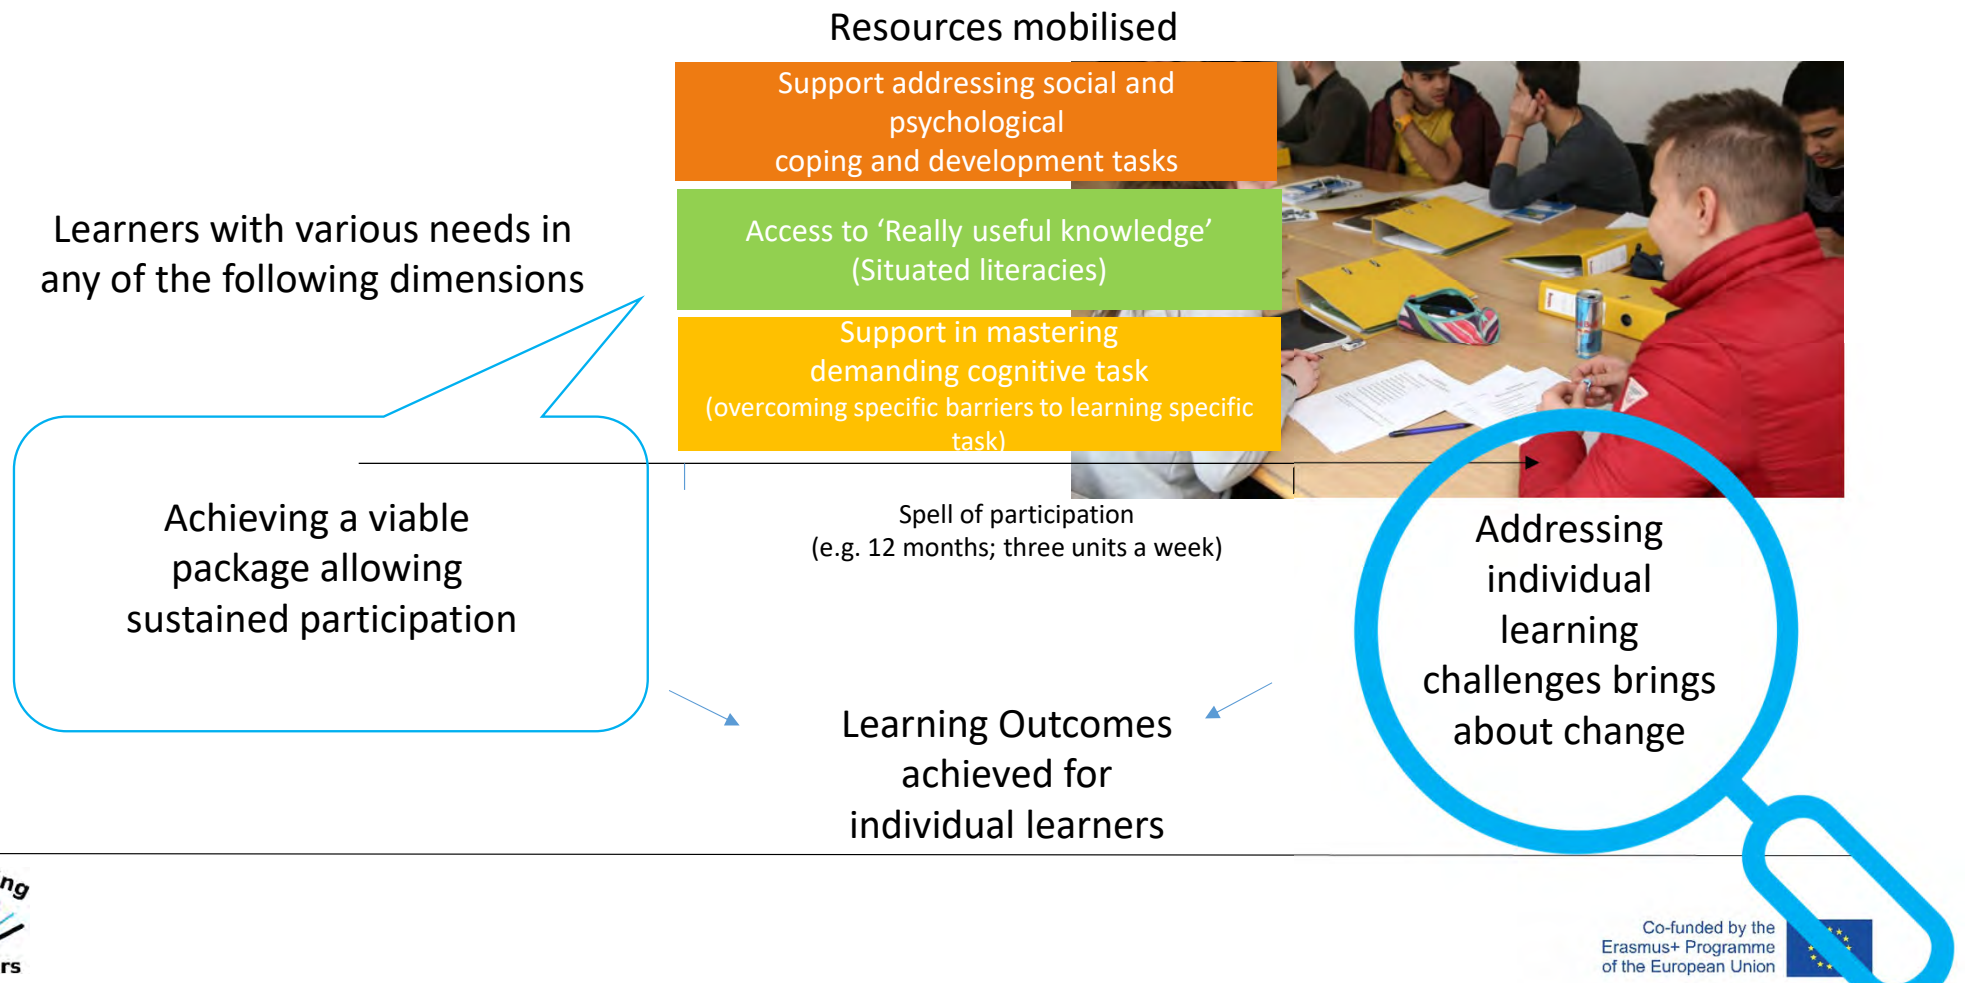 Resources mobilised
Support addressing social and
psychological
coping and development tasks
Learners with various needs in
any of the following dimensions
Access to ‘Really useful knowledge’
(Situated literacies)
Support in mastering
demanding cognitive task
(overcoming specific barriers to learning specific
task)
Achieving a viable
package allowing
sustained participation
Spell of participation
(e.g. 12 months; three units a week)
Addressing
individual
learning
challenges brings
about change
Learning Outcomes
achieved for
individual learners
ng
rs
Co-funded by the
Erasmus+ Programme
of the European Union